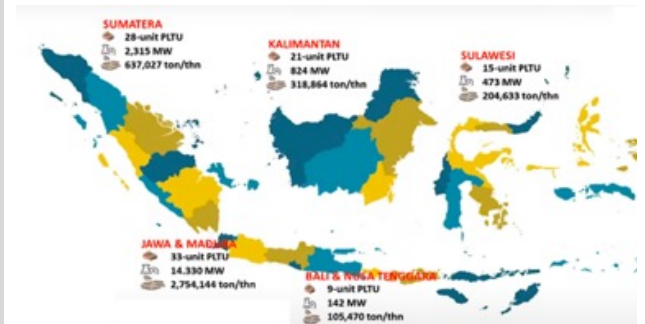 SUMATERA
28-unit PLTU
2,315 MW
637,027 ton/thn
KALIMANTAN
21-unit PLTU
824 MW
318,864 ton/thn
SULAWESI
15-unit PLTU
473 MW
204,633 ton/thn
JAWA & MADURA
33-unit PLTU
14.330 MW
2,754,144 ton/thn
BALI & NUSA TENGGARA
9-unit PLTU
142 MW
105,470 ton/thn